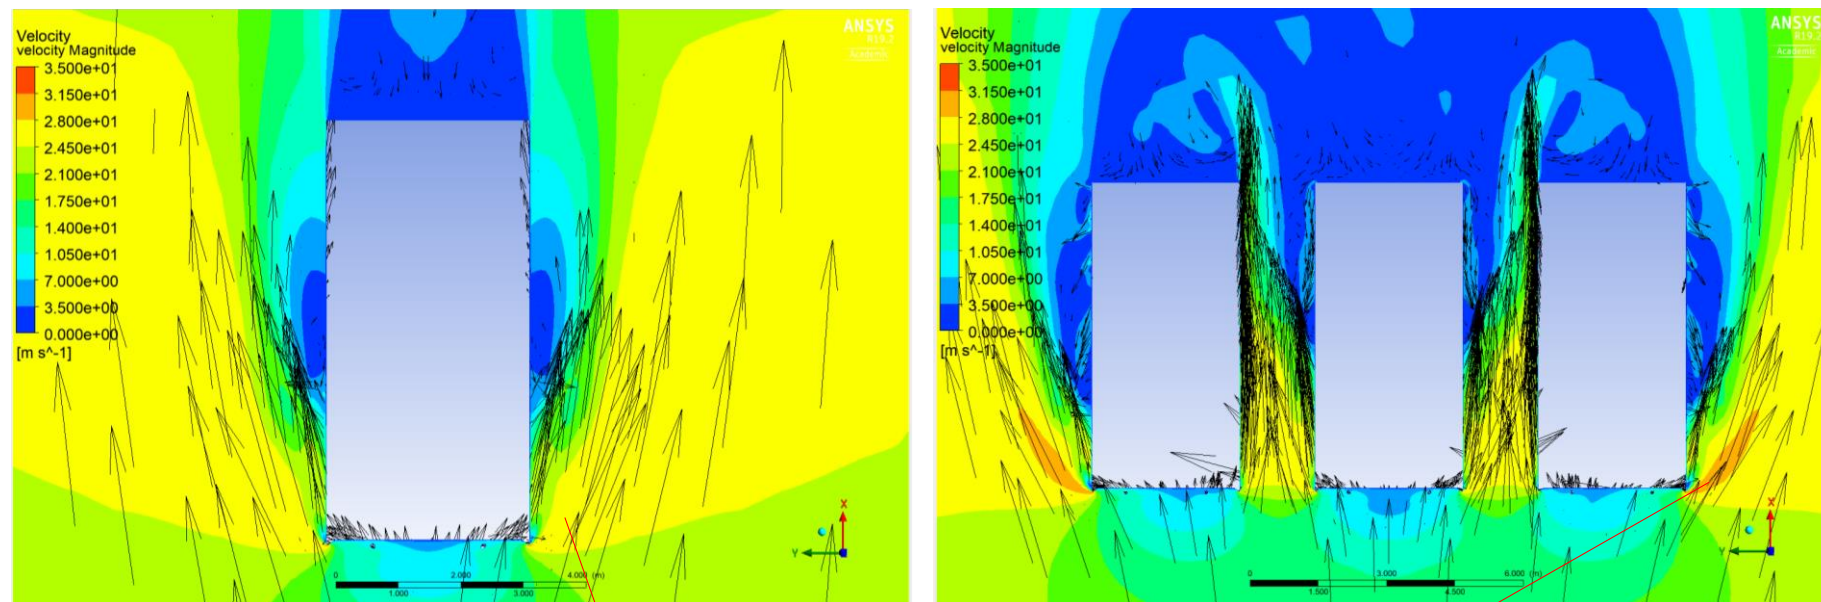 ANSYS
R19.2
Academic
Velocity
velocity Magnitude
3.500e+01
3.150e+01
2.800e+01
2.450e+01
2.100e+01
1.750e+01
1.400e+01
1.050e+01
7.000e+00
3.500e+00
0.000e+00
[m s^-1]
X
Y
0 2.000 4.000 (m)
1.000 3.000
ANSYS
R19.2
Academic
Velocity
velocity Magnitude
3.500e+01
3.150e+01
2.800e+01
2.450e+01
2.100e+01
1.750e+01
1.400e+01
1.050e+01
7.000e+00
3.500e+00
0.000e+00
[m s^-1]
X
Y
0 3.000 6.000 (m)
1.500 4.500